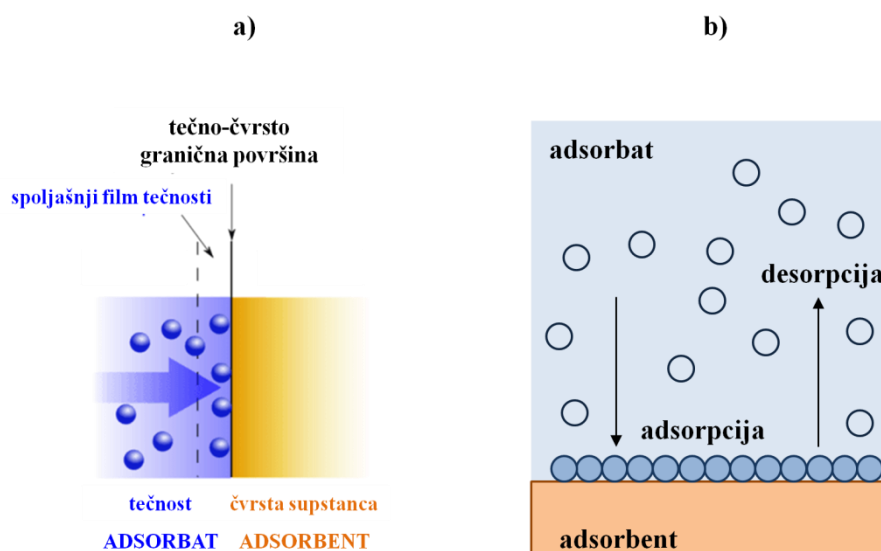 a)
tečno-čvrsto
granična površina
spoljašnji film tečnosti
tečnost
čvrsta supstanca
ADSORBAT
ADSORBENT
b)
adsorbat
desorpcija
adsorpcija
adsorbent